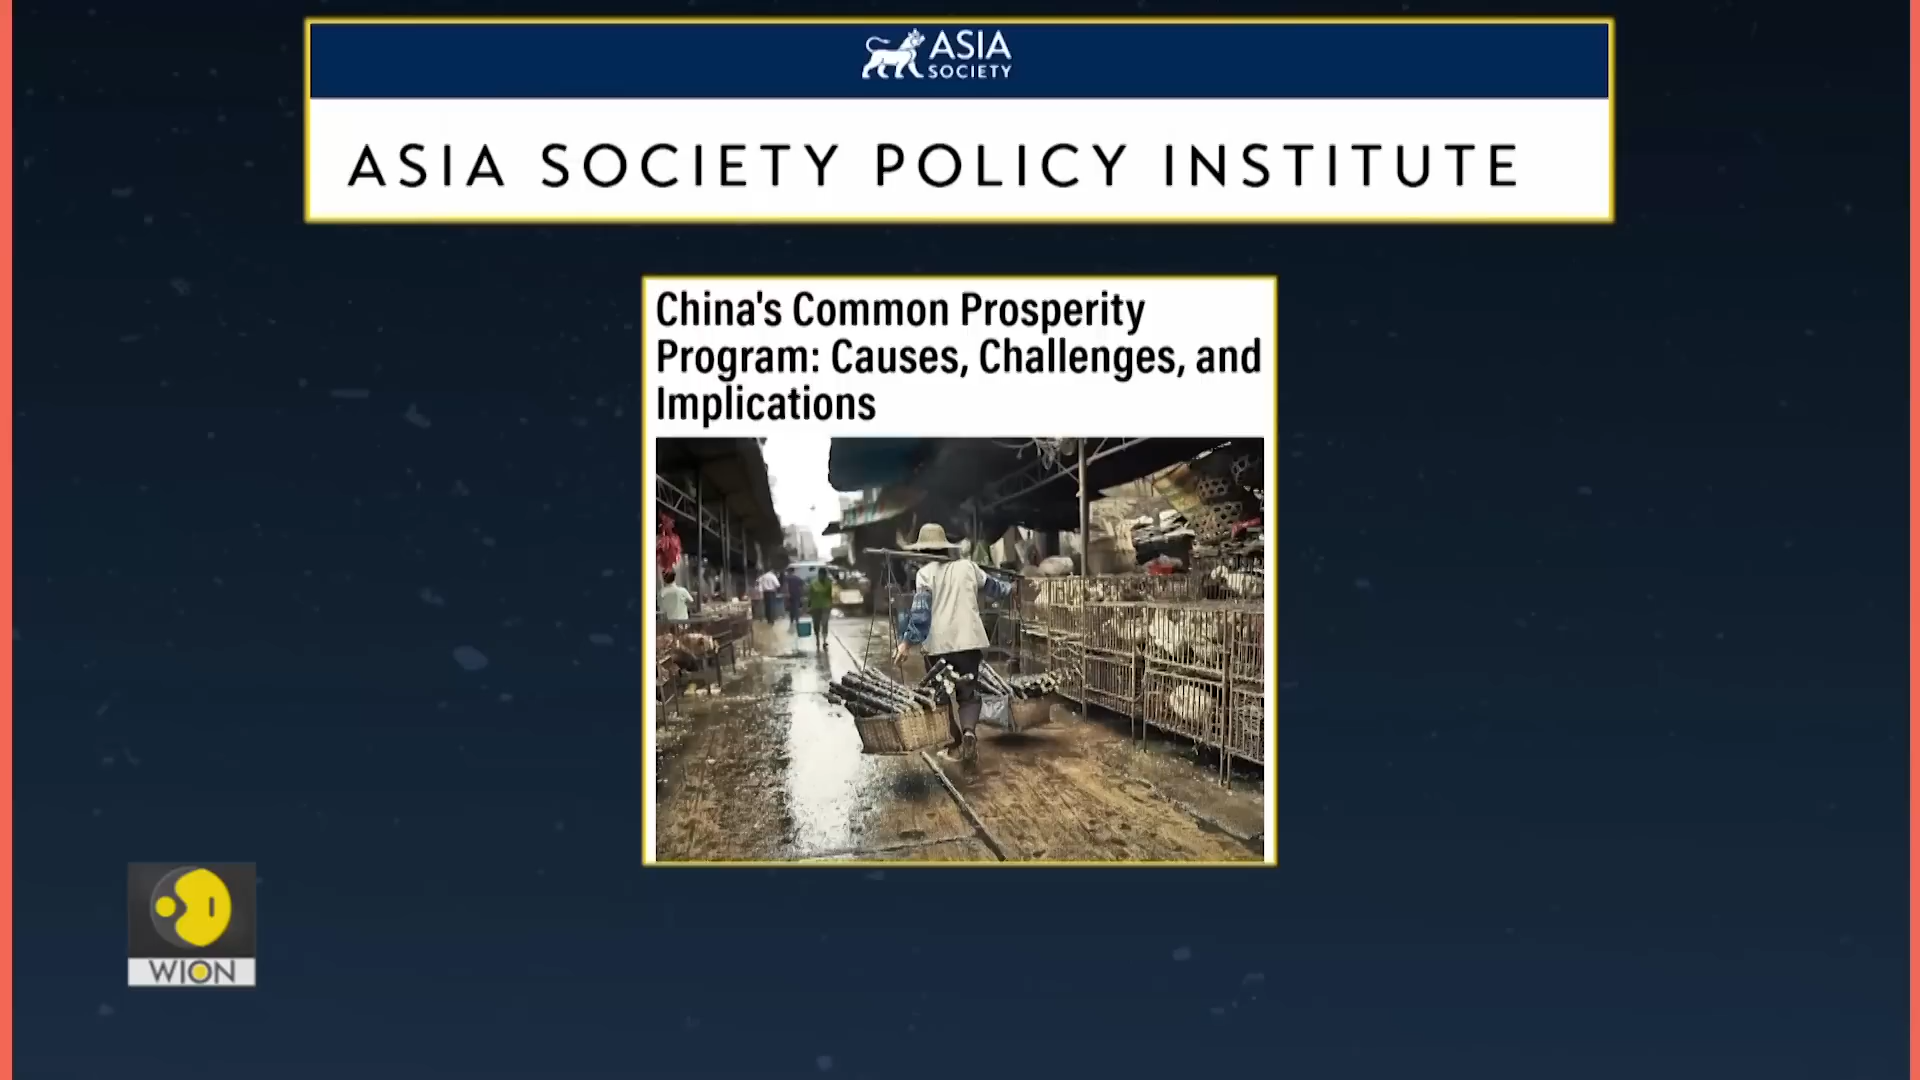 ASIA
SOCIETY
ASIA SOCIETY POLICY INSTITUTE
China's Common Prosperity
Program: Causes, Challenges, and
Implications
WION